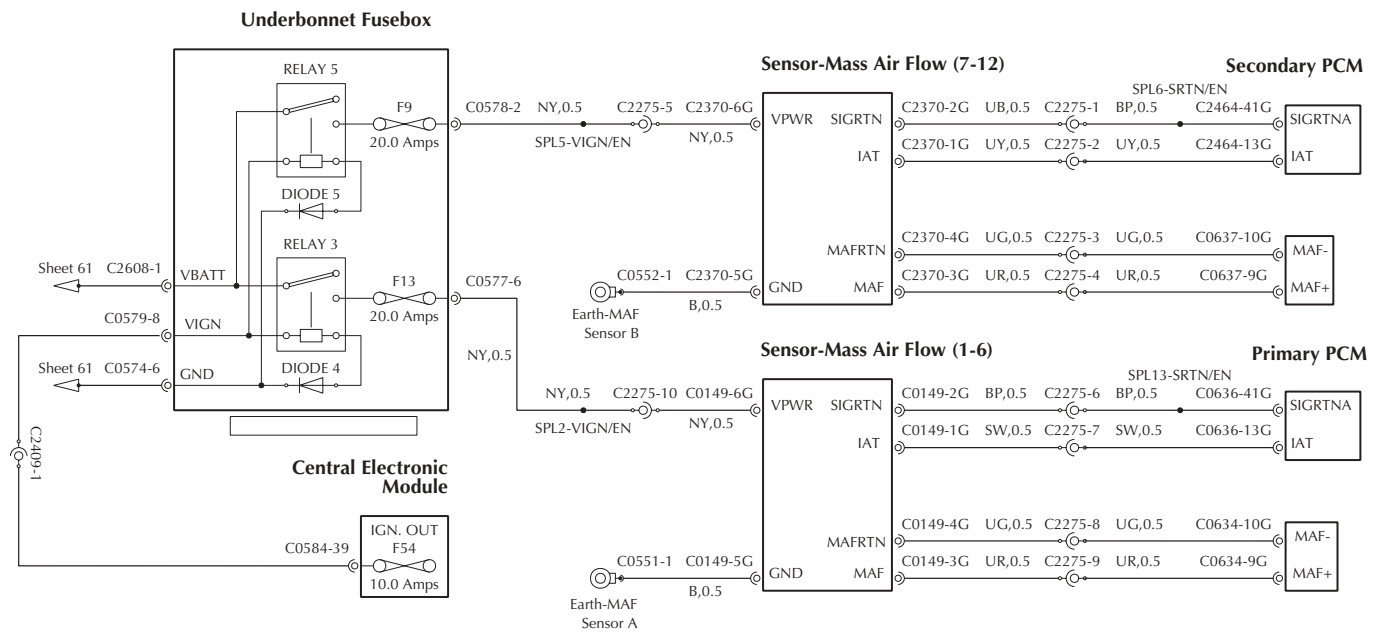 Underbonnet Fusebox
RELAY 5
F9
20.0 Amps
DIODE 5
RELAY 3
F13
20.0 Amps
DIODE 4
VBATT
VIGN
GND
Sheet 61 C2608-1
C0579-8
Sheet 61 C0574-6
C2409-1
Central Electronic
Module
IGN. OUT
F54
10.0 Amps
C0584-39
C0578-2 NY,0.5 C2275-5 C2370-6G
SPL5-VIGN/EN NY,0.5
C0577-6
NY,0.5
NY,0.5 C2275-10 C0149-6G
SPL2-VIGN/EN NY,0.5
Sensor-Mass Air Flow (7-12)
VPWR SIGRTN
IAT
MAFRTN
GND MAF
C0552-1 C2370-5G
B,0.5
Earth-MAF
Sensor B
Secondary PCM
SPL6-SRTN/EN
C2370-2G UB,0.5 C2275-1 BP,0.5 C2464-41G
SIGRTNA
C2370-1G UY,0.5 C2275-2 UY,0.5 C2464-13G
IAT
C2370-4G UG,0.5 C2275-3 UG,0.5 C0637-10G
MAF-
C2370-3G UR,0.5 C2275-4 UR,0.5 C0637-9G
MAF+
Sensor-Mass Air Flow (1-6)
VPWR SIGRTN
IAT
MAFRTN
GND MAF
C0551-1 C0149-5G
B,0.5
Earth-MAF
Sensor A
Primary PCM
SPL13-SRTN/EN
C0149-2G BP,0.5 C2275-6 BP,0.5 C0636-41G
SIGRTNA
C0149-1G SW,0.5 C2275-7 SW,0.5 C0636-13G
IAT
C0149-4G UG,0.5 C2275-8 UG,0.5 C0634-10G
MAF-
C0149-3G UR,0.5 C2275-9 UR,0.5 C0634-9G
MAF+